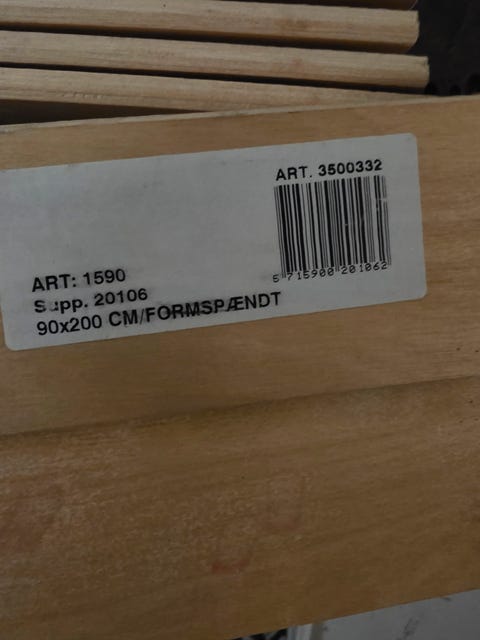 ART. 3500332
5 715900 201062
ART: 1590
Supp. 20106
90x200 CM/FORMSPÆNDT